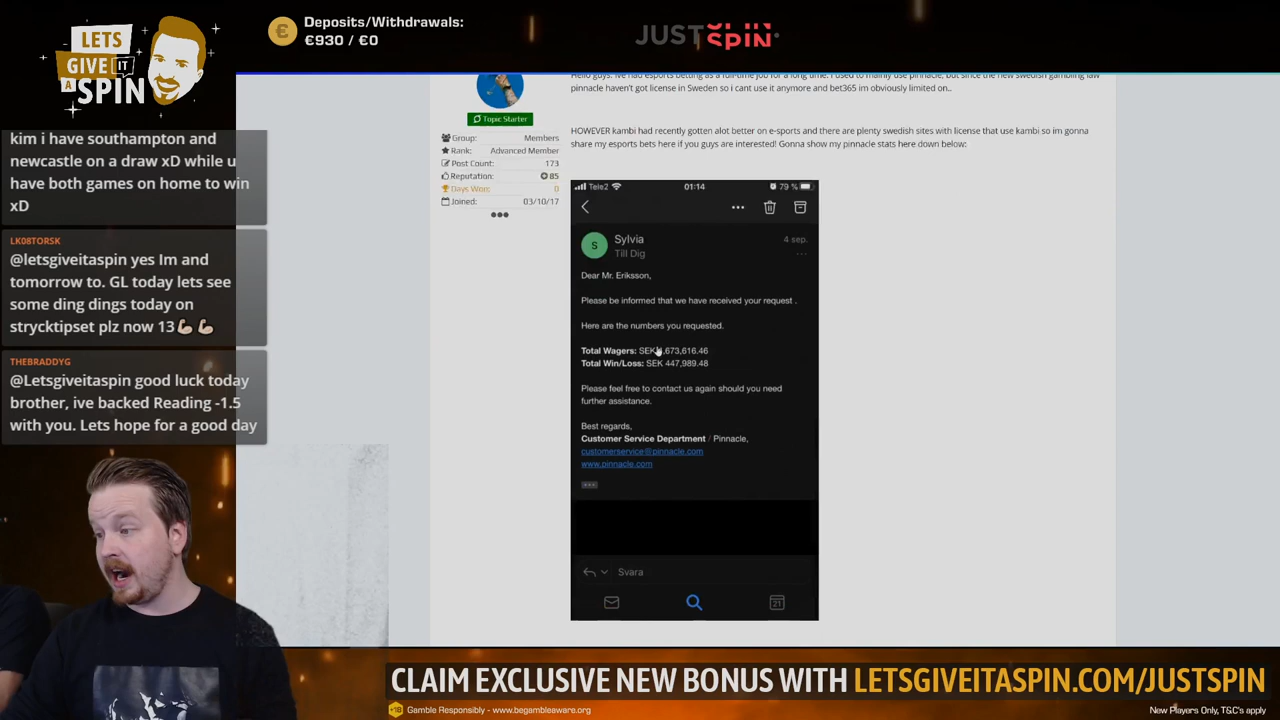 LETS
GIVE IT
A SPIN
Deposits/Withdrawals:
€930 / €0
JUSTSPIN
kim i have southampton and
newcastle on a draw xD while u
have both games on home to win
xD
LK08TORSK
@letsgiveitaspin yes Im and
tomorrow to. GL today lets see
some ding dings today on
strycktipset plz now 13💪🏻💪🏻
THEBRADDYG
@Letsgiveitaspin good luck today
brother, ive backed Reading -1.5
with you. Lets hope for a good day
Topic Starter
Group: Members
Rank: Advanced Member
Post Count: 173
Reputation: 85
Days Won: 0
Joined: 03/10/17
Hello guys. Ive had esports betting as a full-time job for a long time. I used to mainly use pinnacle, but since the new swedish gambling law
pinnacle haven't got license in Sweden so i cant use it anymore and bet365 im obviously limited on..
HOWEVER kambi had recently gotten alot better on e-sports and there are plenty swedish sites with license that use kambi so im gonna
share my esports bets here if you guys are interested! Gonna show my pinnacle stats here down below:
Tele2 01:14 79 %
S Sylvia 4 sep.
Till Dig
Dear Mr. Eriksson,
Please be informed that we have received your request .
Here are the numbers you requested.
Total Wagers: SEK ,673,616.46
Total Win/Loss: SEK 447,989.48
Please feel free to contact us again should you need
further assistance.
Best regards,
Customer Service Department / Pinnacle,
customerservice@pinnacle.com
www.pinnacle.com
Svara
21
CLAIM EXCLUSIVE NEW BONUS WITH LETSGIVEITASPIN.COM/JUSTSPIN
+18 Gamble Responsibly - www.begambleaware.org
New Players Only, T&C's apply